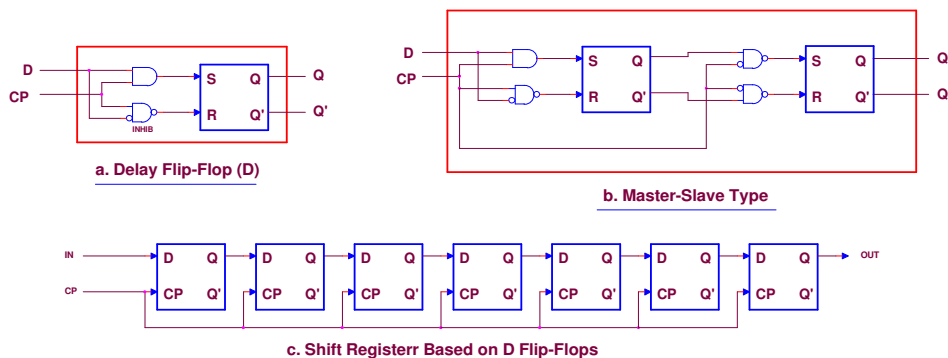 D
CP
S
R
Q
Q'
Q
Q'
INHIB
a. Delay Flip-Flop (D)
D
CP
S
R
Q
Q'
S
R
Q
Q'
Q
Q
b. Master-Slave Type
IN
CP
D Q
CP Q'
D Q
CP Q'
D Q
CP Q'
D Q
CP Q'
D Q
CP Q'
D Q
CP Q'
D Q
CP Q'
OUT
c. Shift Registerr Based on D Flip-Flops